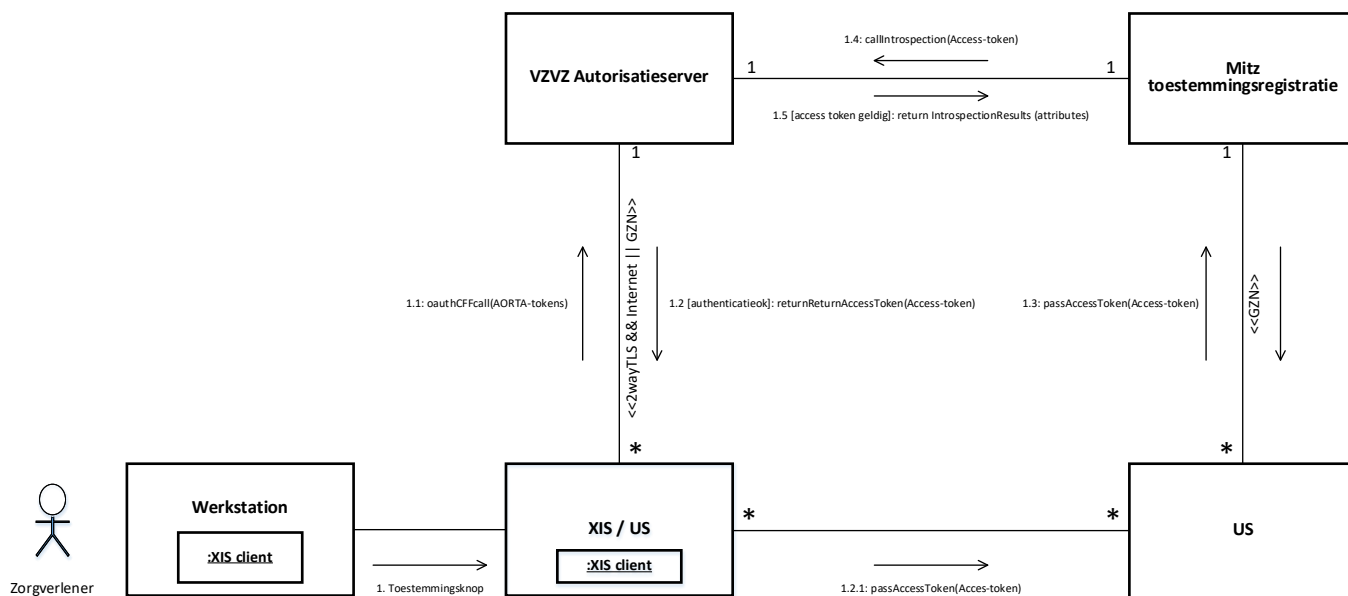 1.4: callIntrospection(Access-token)
VZVZ Autorisatieserver
1
1
Mitz
toestemmingsregistratie
1.5 [access token geldig]: return IntrospectionResults (attributes)
1
1
<<2wayTLS && Internet || GZN>>
1.1: oauthCFFcall(AORTA-tokens)
1.2 [authenticatieok]: returnReturnAccessToken(Access-token)
1.3: passAccessToken(Access-token)
<<GZN>>
*
*
Werkstation
:XIS client
XIS / US
:XIS client
*
*
US
Zorgverlener
1. Toestemmingsknop
1.2.1: passAccessToken(Acces-token)